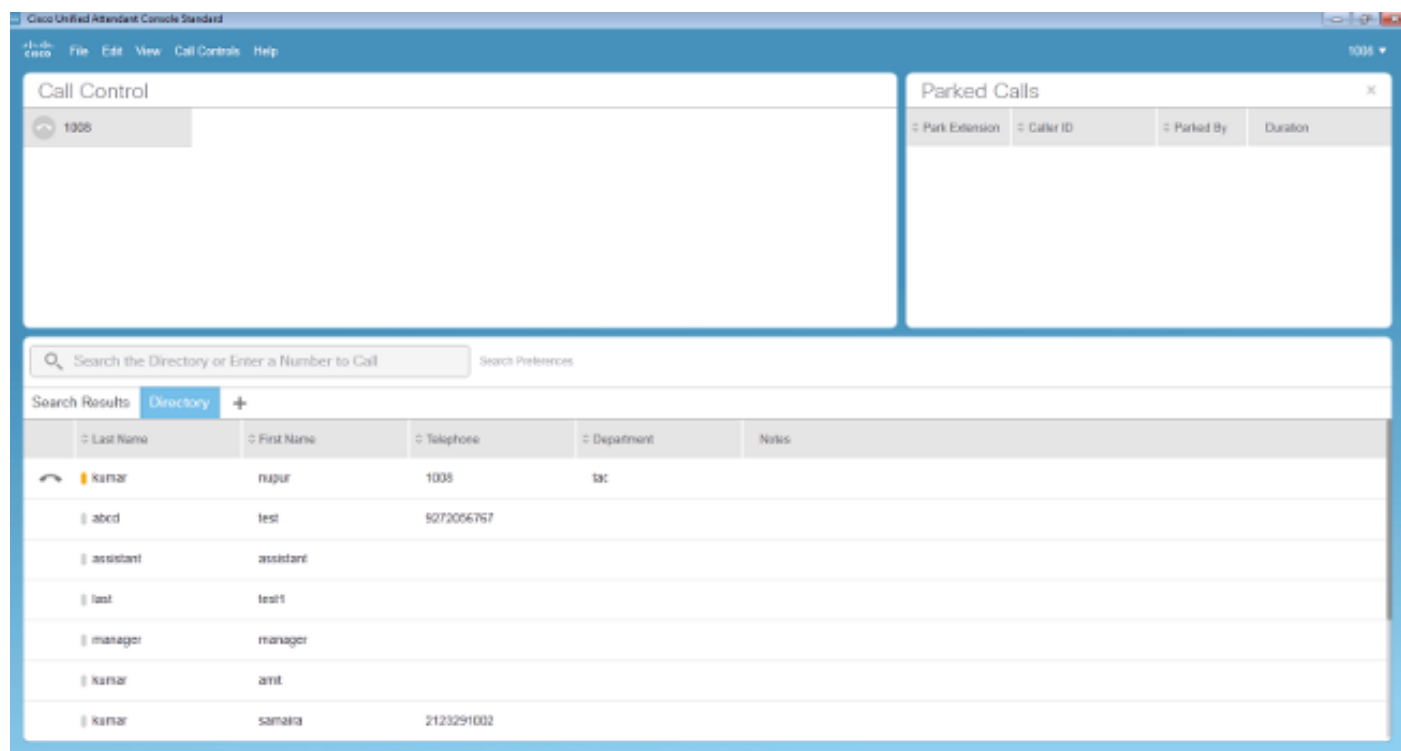 Cisco Unified Attendant Console Standard
cisco File Edit View Call Controls Help 1008
Call Control
1008
Parked Calls
Park Extension Caller ID Parked By Duration
Search the Directory or Enter a Number to Call Search Preferences
Search Results Directory +
Last Name First Name Telephone Department Notes
kumar nupur 1008 tac
abcd test 9272056767
assistant assistant
last test1
manager manager
kumar amit
kumar samaira 2123291002